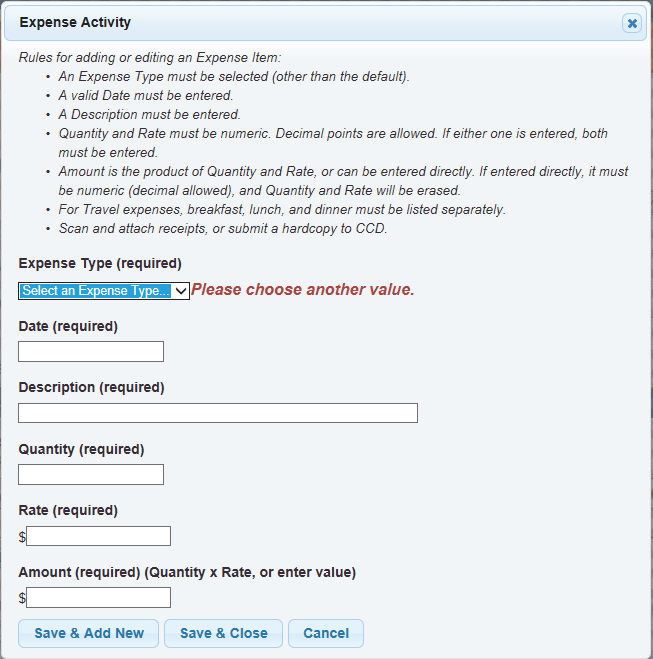 Expense Activity
Rules for adding or editing an Expense Item:
• An Expense Type must be selected (other than the default).
• A valid Date must be entered.
• A Description must be entered.
• Quantity and Rate must be numeric. Decimal points are allowed. If either one is entered, both
must be entered.
• Amount is the product of Quantity and Rate, or can be entered directly. If entered directly, it must
be numeric (decimal allowed), and Quantity and Rate will be erased.
• For Travel expenses, breakfast, lunch, and dinner must be listed separately.
• Scan and attach receipts, or submit a hardcopy to CCD.
Expense Type (required)
Select an Expense Type... Please choose another value.
Date (required)
Description (required)
Quantity (required)
Rate (required)
$
Amount (required) (Quantity x Rate, or enter value)
$
Save & Add New Save & Close Cancel